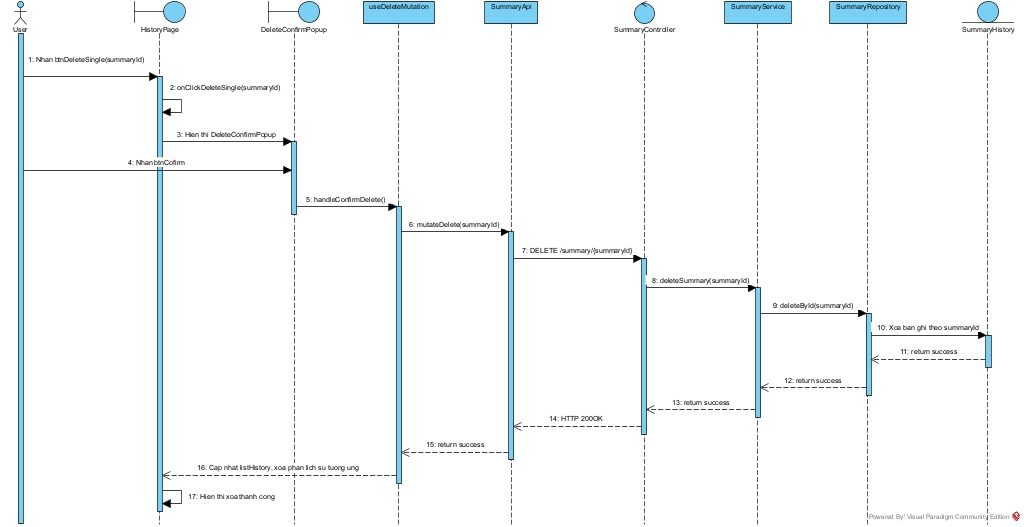 useDeleteMutation
SummaryApi
SummaryService
SummaryRepository
User
HistoryPage
DeleteConfirmPopup
SummaryController
SummaryHistory
1: Nhan btnDeleteSingle(summaryId)
2: onClickDeleteSingle(summaryId)
3: Hien thi DeleteConfirmPopup
4: Nhan btnCofirm
5: handleConfirmDelete()
6: mutateDelete(summaryId)
7: DELETE /summary/{summaryId}
8: deleteSummary(summaryId)
9: deleteById(summaryId)
10: Xoa ban ghi theo summaryId
11: return success
12: return success
13: return success
14: HTTP 200OK
15: return success
16: Cap nhat listHistory, xoa phan lich su tuong ung
17: Hien thi xoa thanh cong
Powered By Visual Paradigm Community Edition